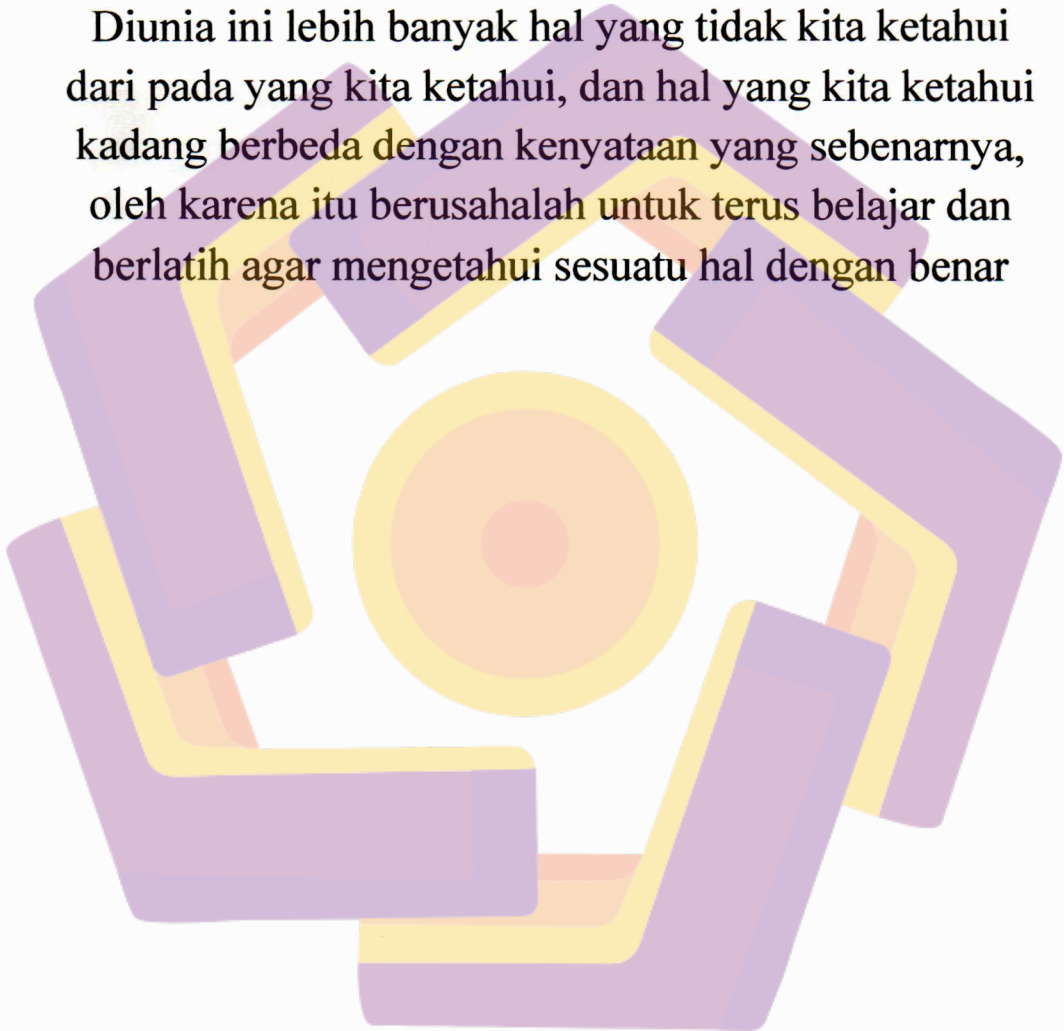 Diunia ini lebih banyak hal yang tidak kita ketahui
dari pada yang kita ketahui, dan hal yang kita ketahui
kadang berbeda dengan kenyataan yang sebenarnya,
oleh karena itu berusahalah untuk terus belajar dan
berlatih agar mengetahui sesuatu hal dengan benar